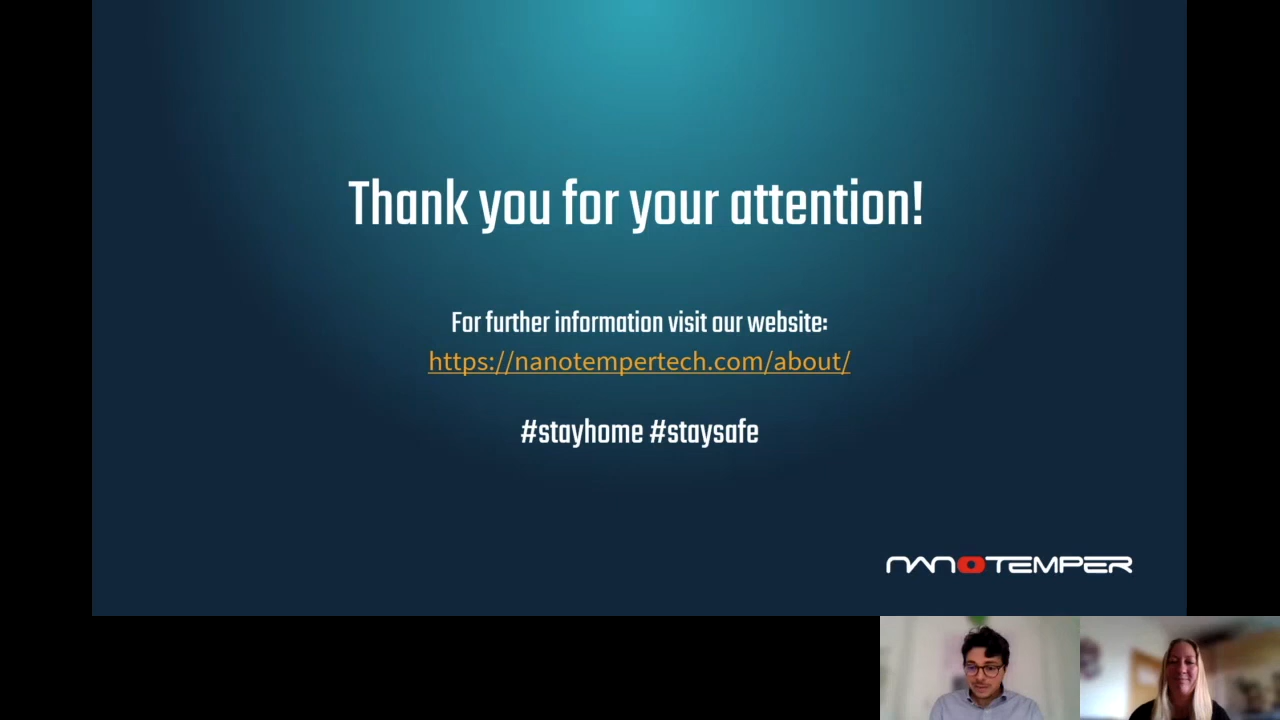 Thank you for your attention!
For further information visit our website:
https://nanotempertech.com/about/
#stayhome #staysafe
NANOTEMPER